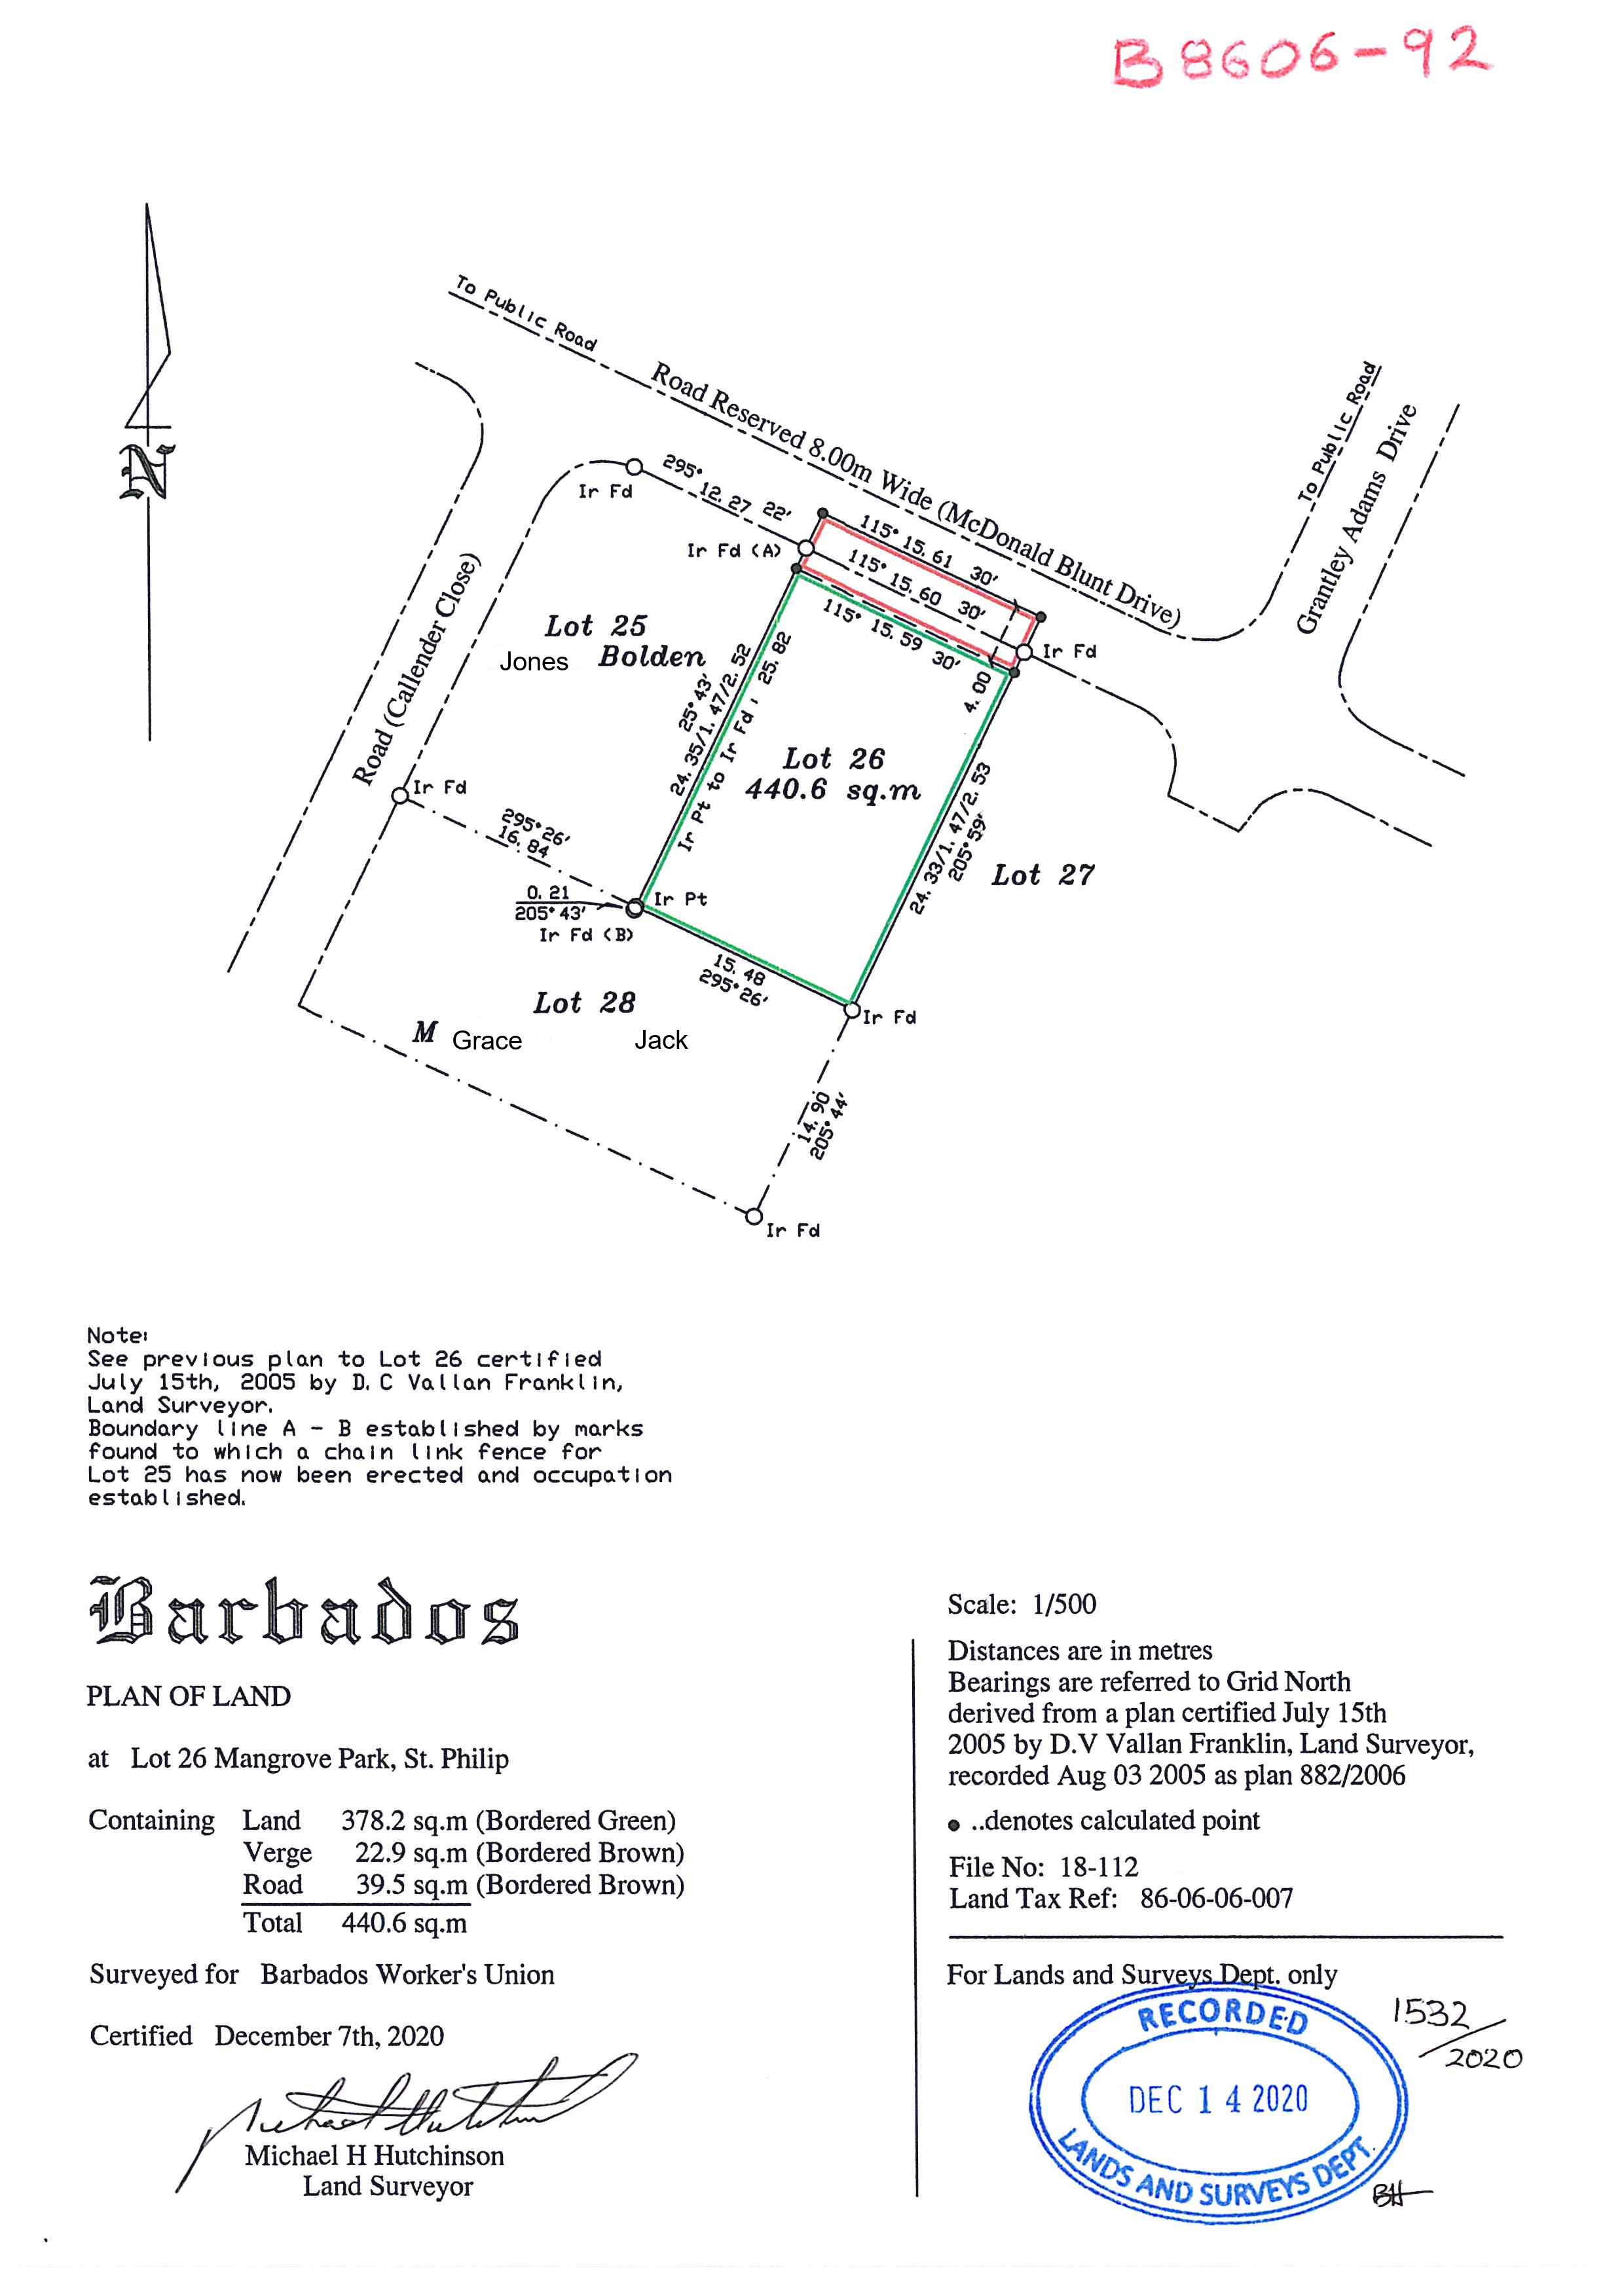 B8606-92
To Public Road
Road Reserved 8.00m Wide (McDonald Blunt Drive)
To Public Road
Grantley Adams Drive
Road (Callender Close)
Ir Fd
295° 12.27 22'
Ir Fd (A)
115° 15.61 30'
115° 15.60 30'
115° 15.59 30'
Ir Fd
4.00
Lot 25
Jones Bolden
25° 43'
24.35/1.47/2.52
Ir Pt to Ir Fd : 25.82
Lot 26
440.6 sq.m
24.33/1.47/2.53
205° 59'
Lot 27
Ir Fd
295° 26'
16.84
0.21
205° 43'
Ir Pt
Ir Fd (B)
15.48
295° 26'
Ir Fd
Lot 28
M Grace Jack
14.90
205° 44'
Ir Fd
N
Note:
See previous plan to Lot 26 certified
July 15th, 2005 by D.C Vallan Franklin,
Land Surveyor.
Boundary line A - B established by marks
found to which a chain link fence for
Lot 25 has now been erected and occupation
established.
Barbados
PLAN OF LAND
at Lot 26 Mangrove Park, St. Philip
Containing Land 378.2 sq.m (Bordered Green)
Verge 22.9 sq.m (Bordered Brown)
Road 39.5 sq.m (Bordered Brown)
Total 440.6 sq.m
Surveyed for Barbados Worker's Union
Certified December 7th, 2020
Michael Hutchinson
Michael H Hutchinson
Land Surveyor
Scale: 1/500
Distances are in metres
Bearings are referred to Grid North
derived from a plan certified July 15th
2005 by D.V Vallan Franklin, Land Surveyor,
recorded Aug 03 2005 as plan 882/2006
● ..denotes calculated point
File No: 18-112
Land Tax Ref: 86-06-06-007
For Lands and Surveys Dept. only
RECORDED
DEC 14 2020
LANDS AND SURVEYS DEPT.
1532/2020
BH